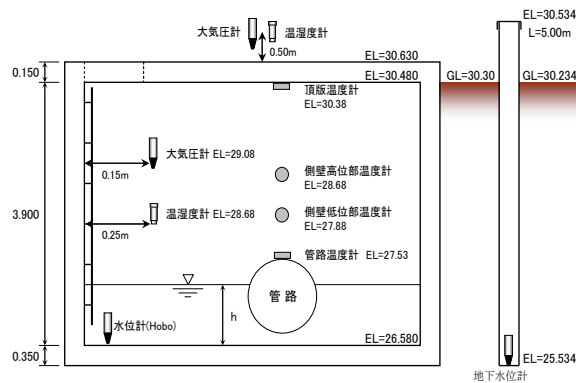 大気圧計
温湿度計
0.50m
EL=30.534
L=5.00m
EL=30.630
0.150
EL=30.480
GL=30.30
GL=30.234
頂版温度計
EL=30.38
大気圧計 EL=29.08
0.15m
側壁高位部温度計
EL=28.68
温湿度計 EL=28.68
0.25m
側壁低位部温度計
EL=27.88
3.900
管路温度計 EL=27.53
管 路
h
水位計(Hobo)
EL=26.580
0.350
EL=25.534
地下水位計